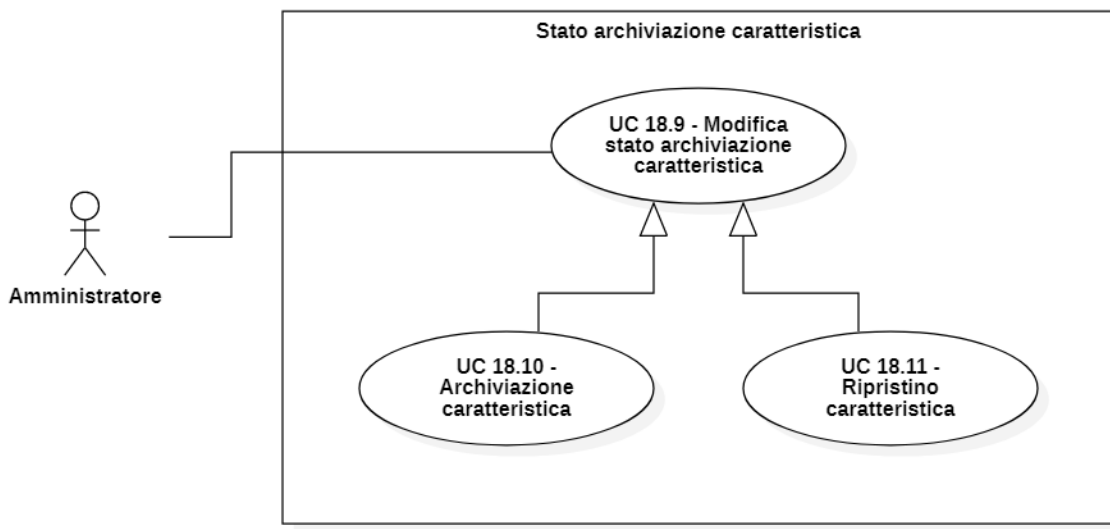 Stato archiviazione caratteristica
UC 18.9 - Modifica
stato archiviazione
caratteristica
Amministratore
UC 18.10 -
Archiviazione
caratteristica
UC 18.11 -
Ripristino
caratteristica